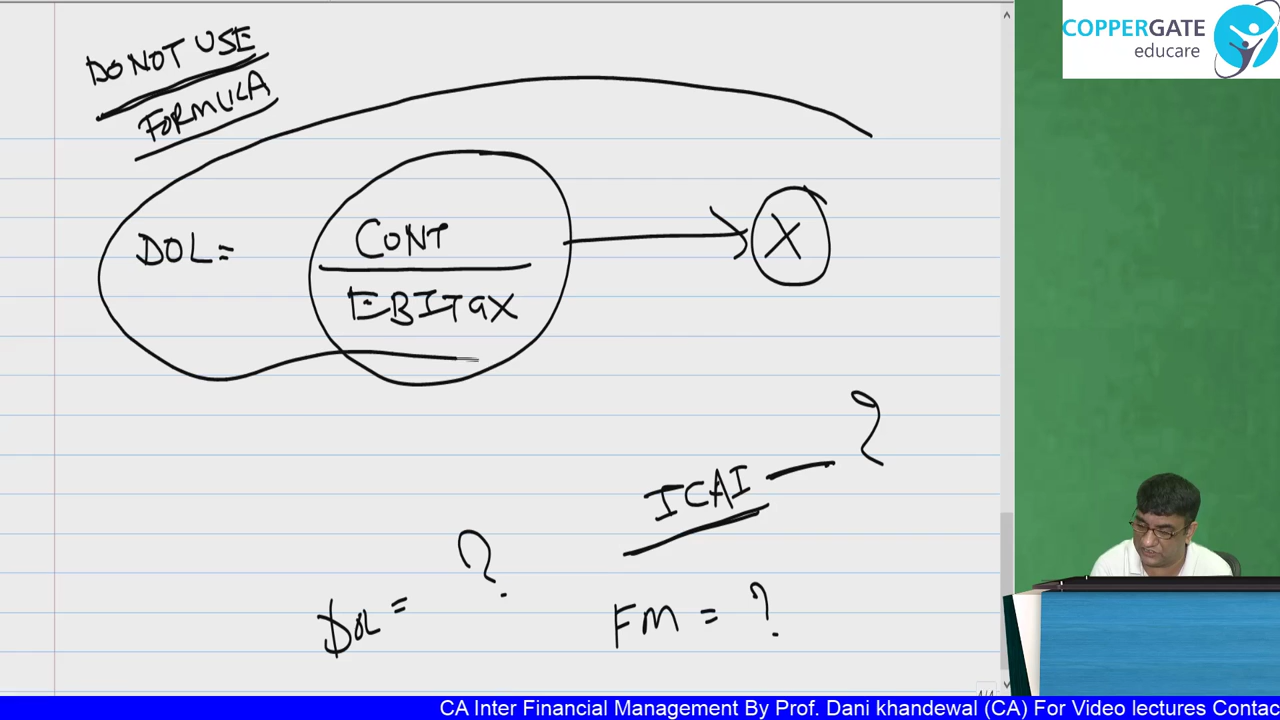 COPPERGATE
educare
DO NOT USE
FORMULA
DOL =
CONT
EBITax
X
ICAI — ?
DOL = ?
FM = ?
CA Inter Financial Management By Prof. Dani khandewal (CA) For Video lectures Contac